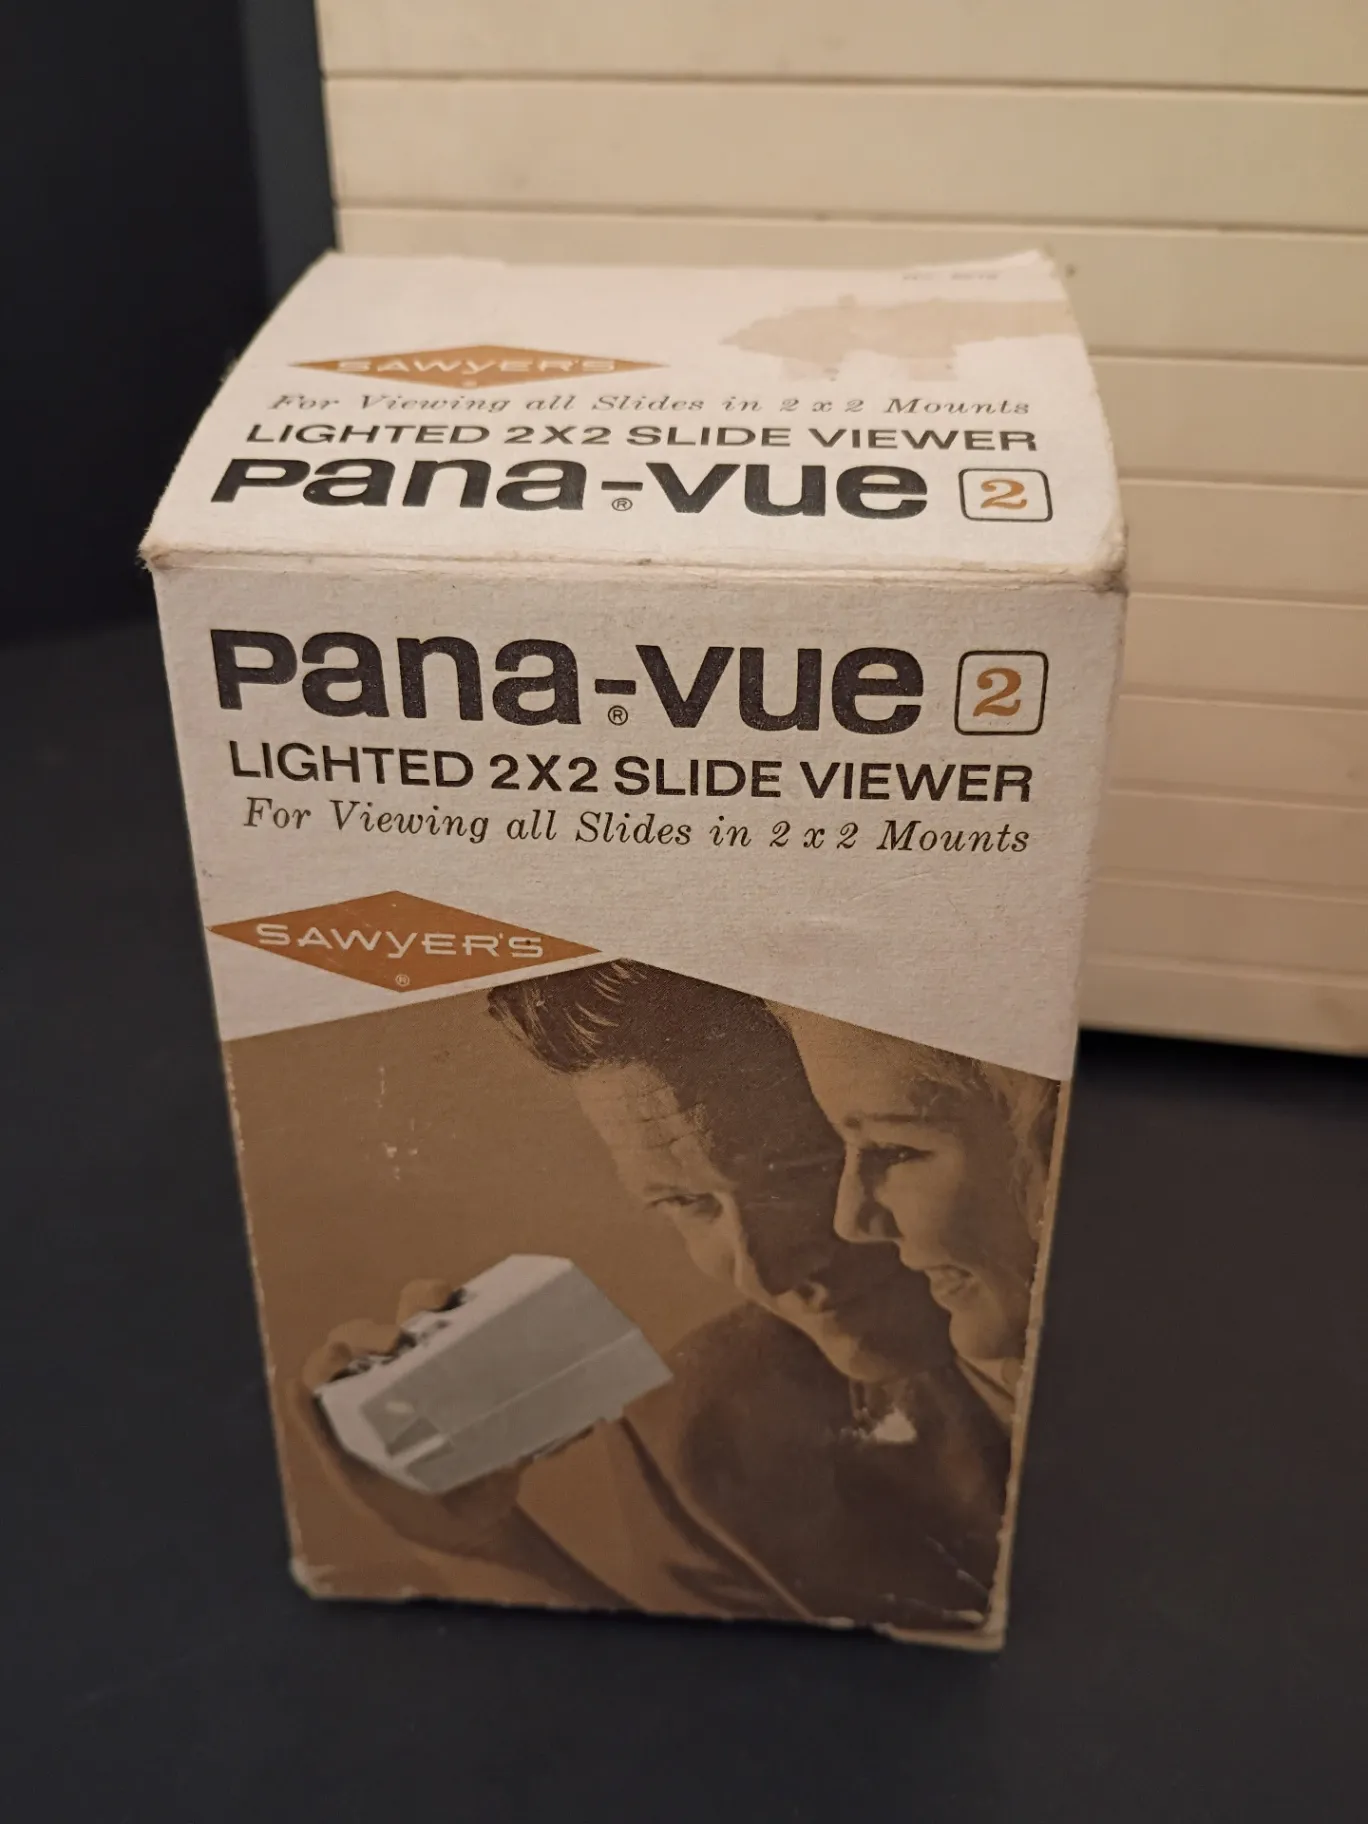 SAWYER'S
®
For Viewing all Slides in 2 x 2 Mounts
LIGHTED 2X2 SLIDE VIEWER
Pana-vue 2
®
Pana-vue 2
®
LIGHTED 2X2 SLIDE VIEWER
For Viewing all Slides in 2 x 2 Mounts
SAWYER'S
®